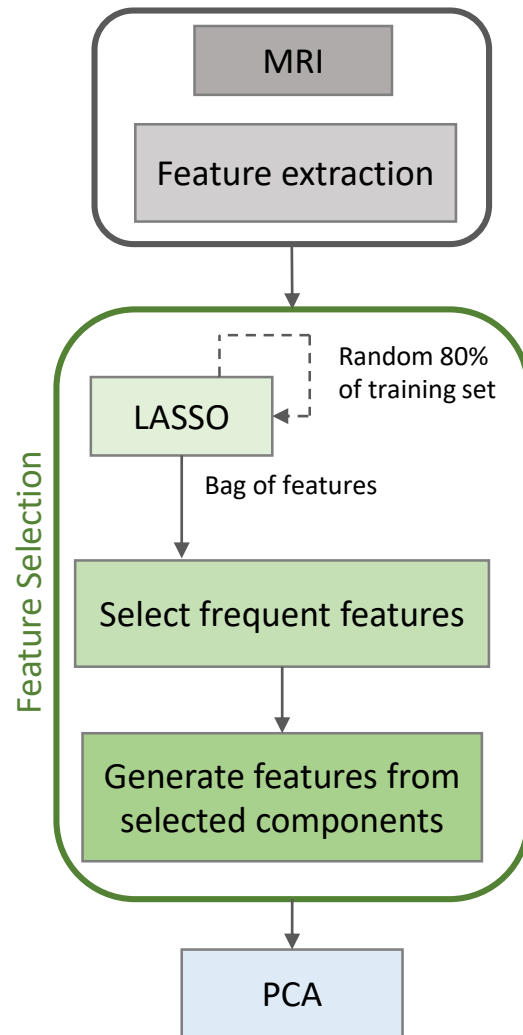 MRI
Feature extraction
Random 80%
of training set
LASSO
Bag of features
Feature Selection
Select frequent features
Generate features from
selected components
PCA